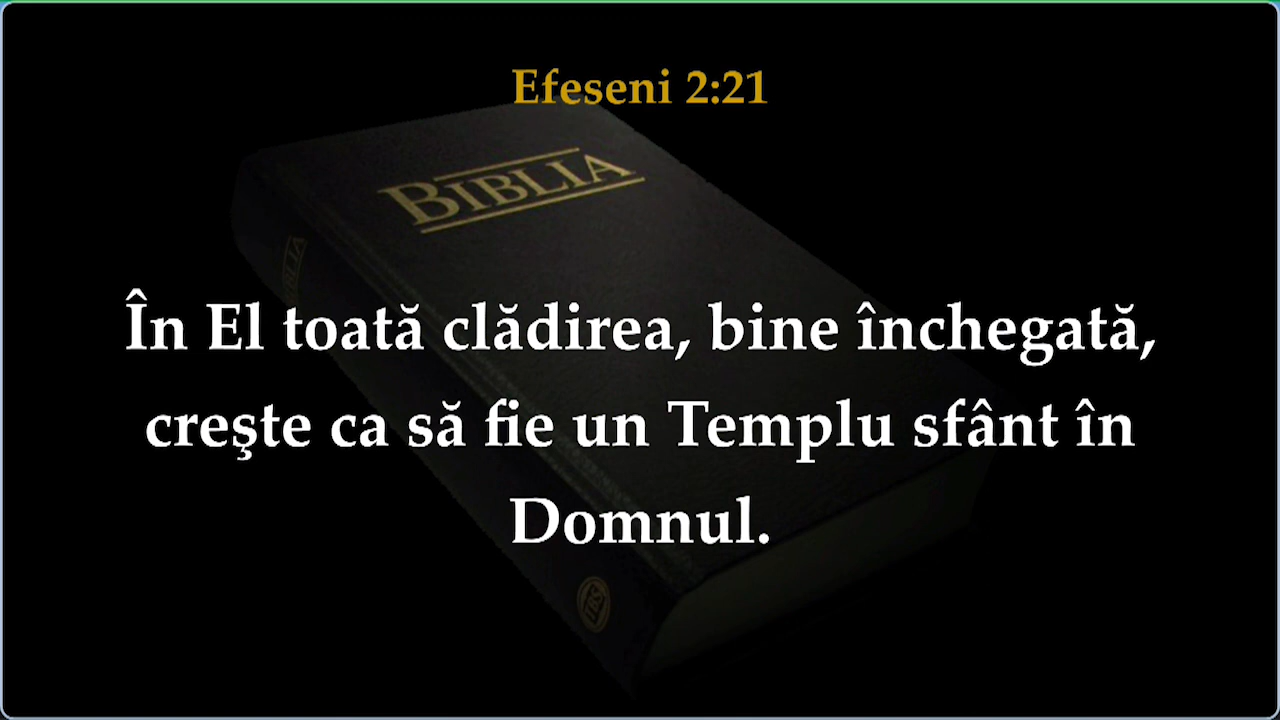 Efeseni 2:21
BIBLIA
BIBLIA
În El toată clădirea, bine închegată,
creşte ca să fie un Templu sfânt în
Domnul.